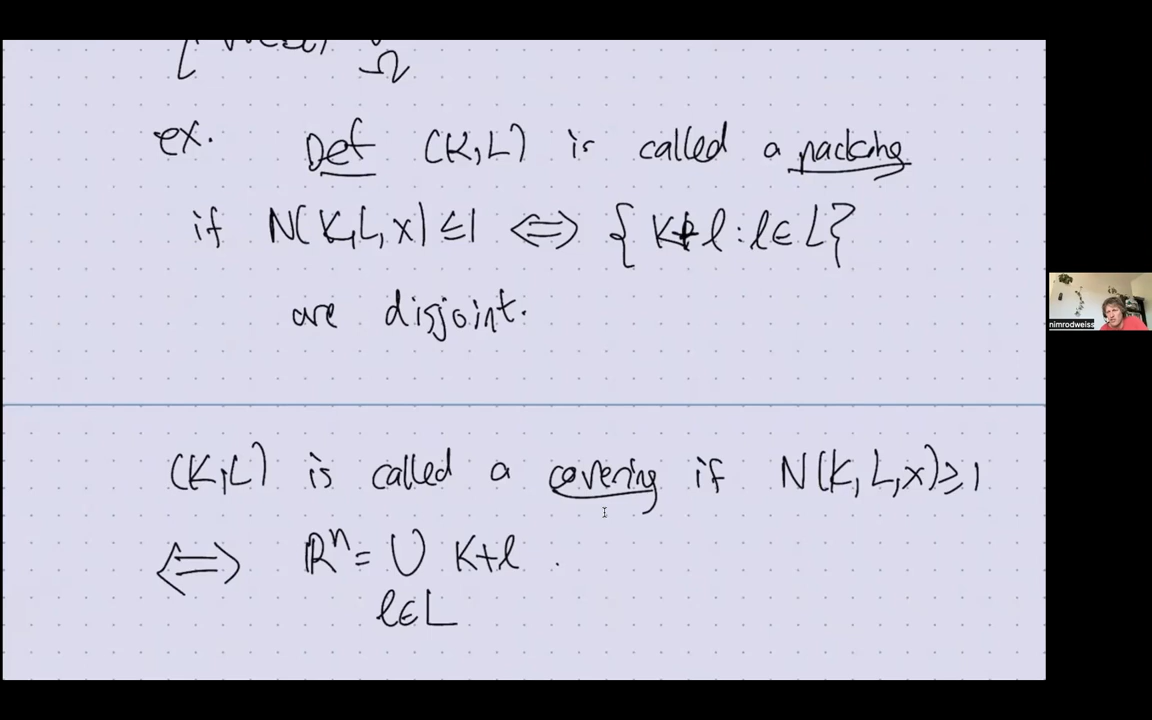 Ω
ex. Def (K,L) is called a packing
if N(K,L,x) ≤ 1 ⟺ { K+l : l ∈ L }
are disjoint.
nimrodweiss
(K,L) is called a covering if N(K,L,x) ≥ 1
⟺ ℝⁿ = ∪ K+l .
l ∈ L